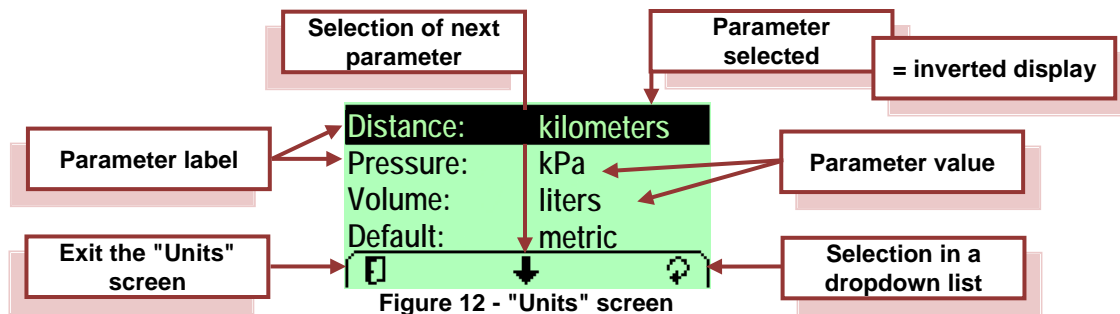 Selection of next
parameter
Parameter
selected
= inverted display
Distance: kilometers
Parameter label
Pressure: kPa
Parameter value
Volume: liters
Default: metric
Exit the "Units"
screen
Selection in a
dropdown list
Figure 12 - "Units" screen